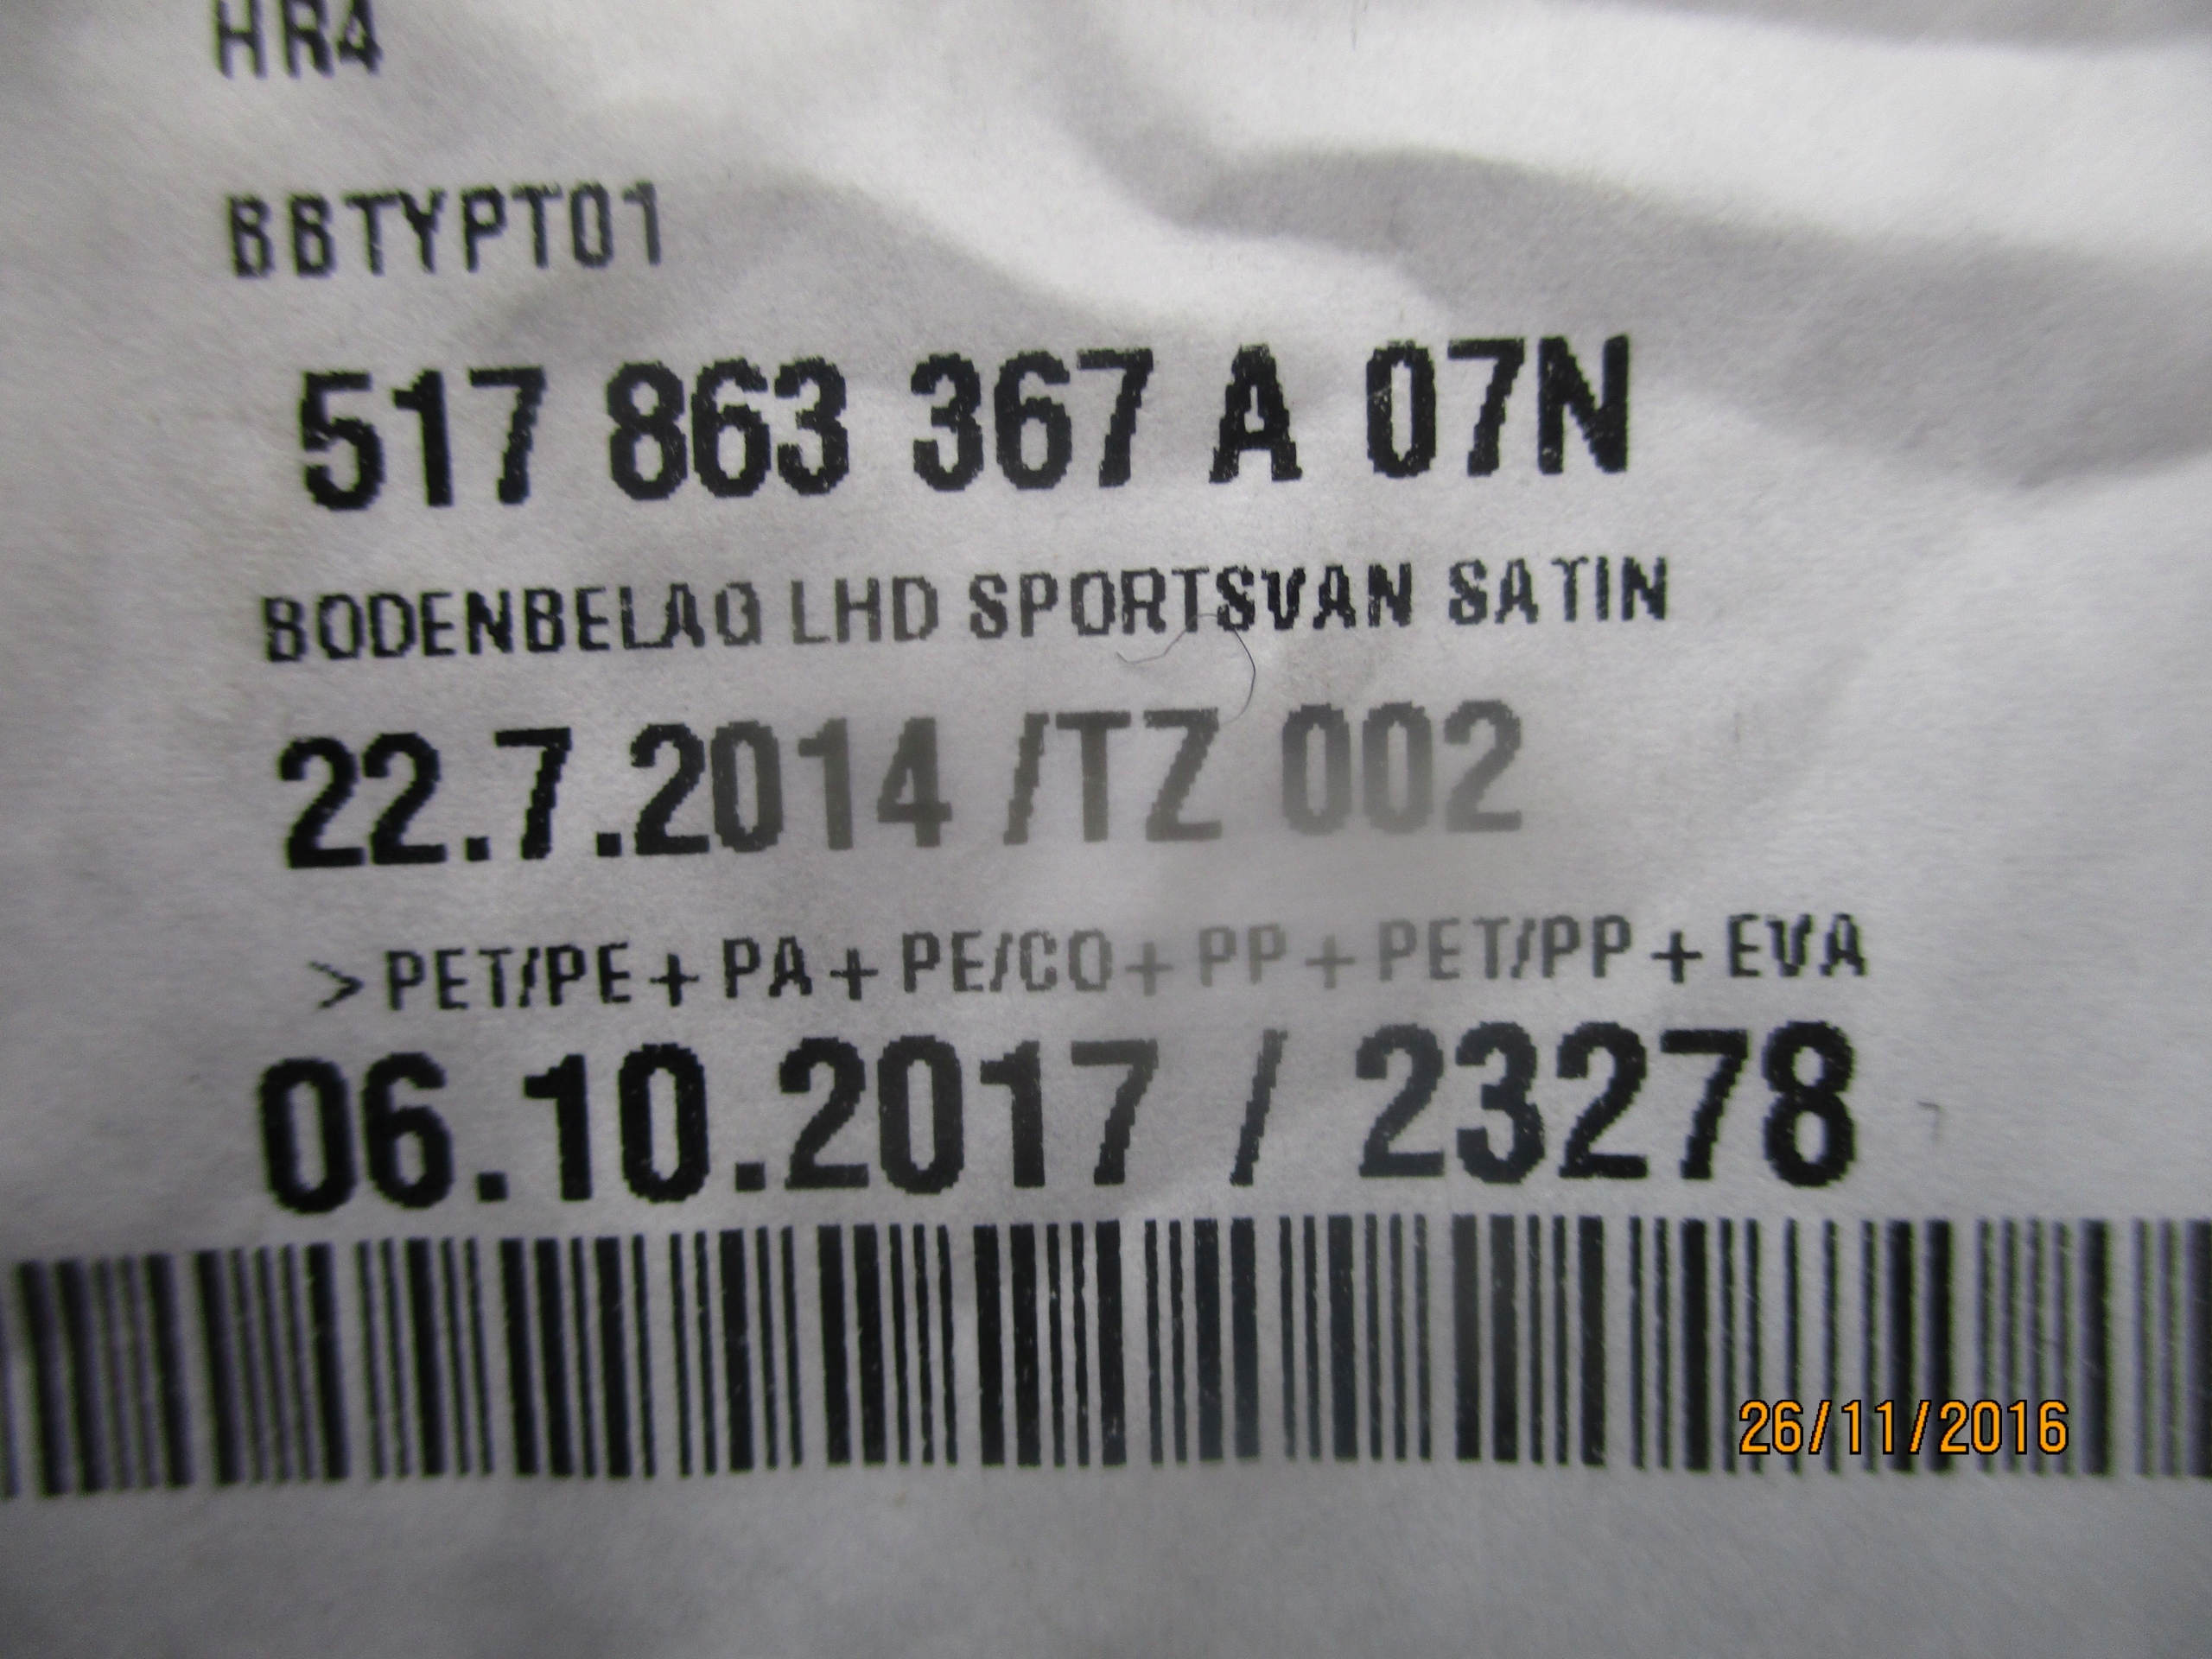 HR4
BBTYPT01
517 863 367 A 07N
BODENBELAG LHD SPORTSVAN SATIN
22.7.2014 /TZ 002
> PET/PE + PA + PE/CO + PP + PET/PP + EVA
06.10.2017 / 23278
26/11/2016